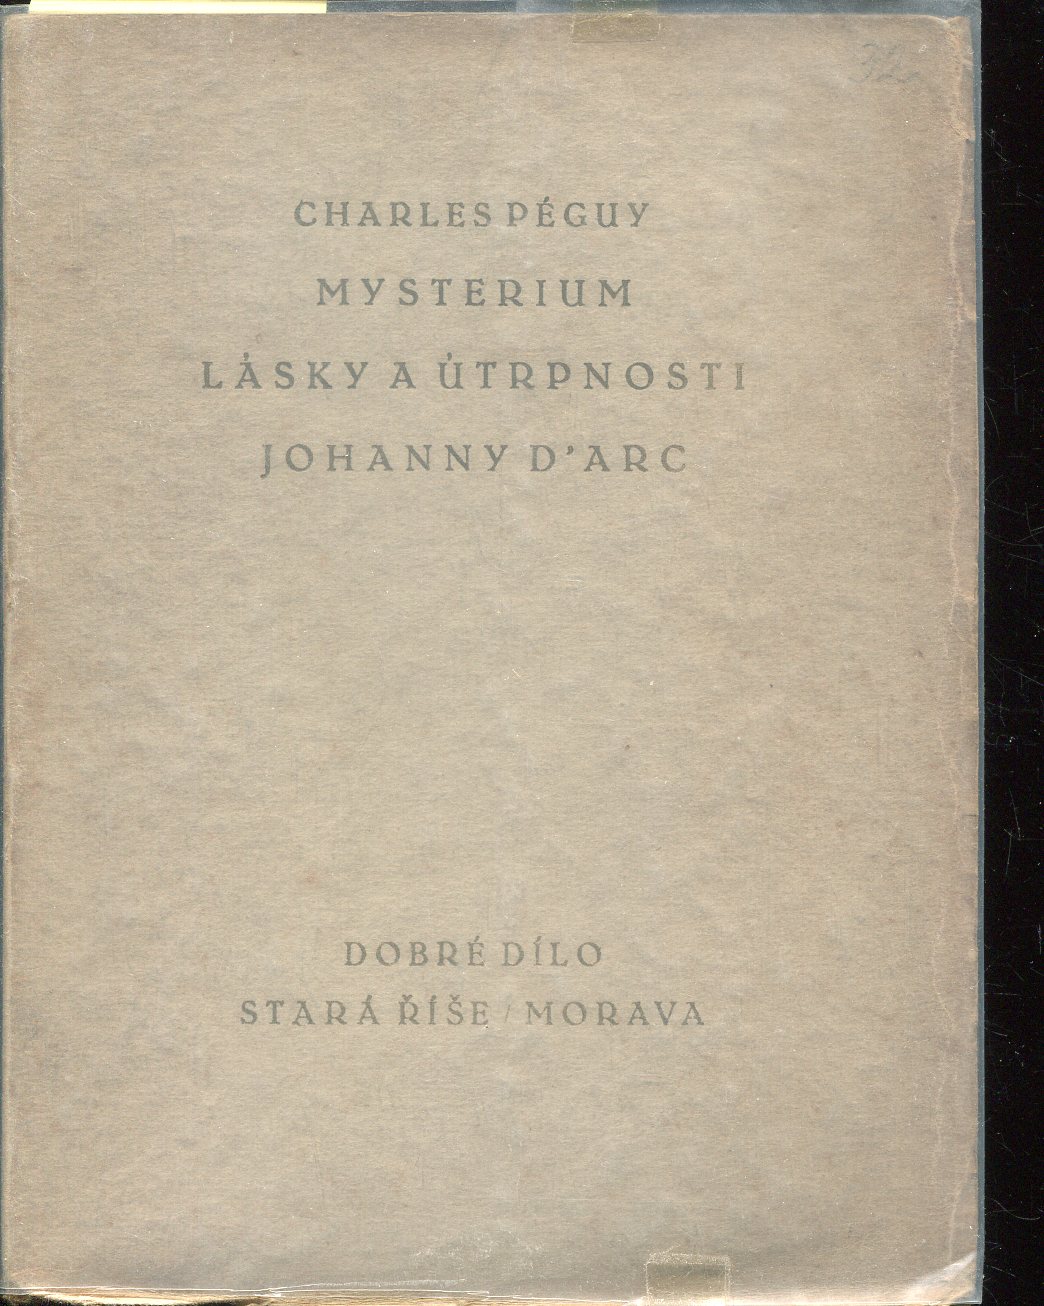 CHARLES PÉGUY
MYSTERIUM
LÁSKY A ÚTRPNOSTI
JOHANNY D'ARC
DOBRÉ DÍLO
STARÁ ŘÍŠE / MORAVA